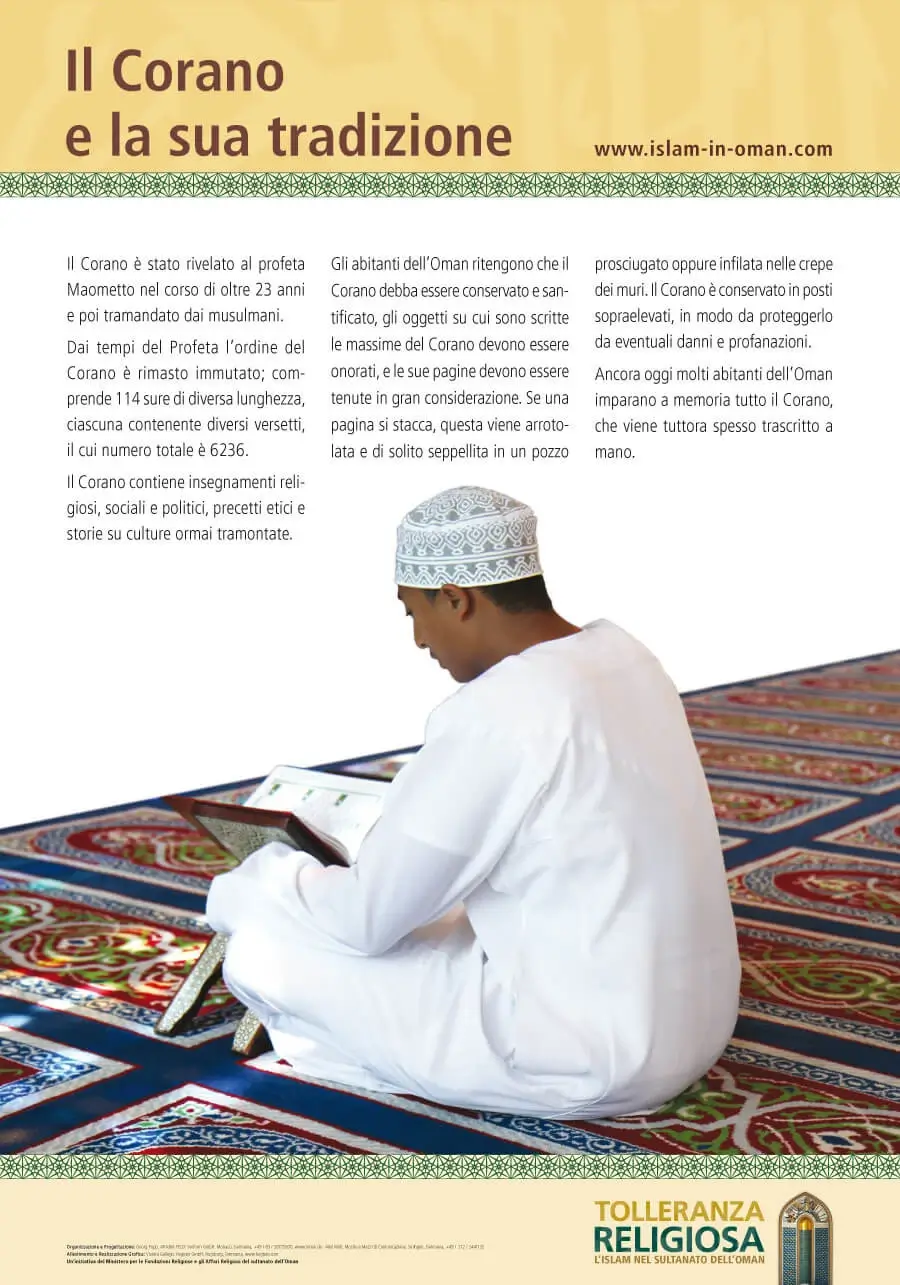 Il Corano
e la sua tradizione
www.islam-in-oman.com
Il Corano è stato rivelato al profeta
Maometto nel corso di oltre 23 anni
e poi tramandato dai musulmani.
Dai tempi del Profeta l'ordine del
Corano è rimasto immutato; com-
prende 114 sure di diversa lunghezza,
ciascuna contenente diversi versetti,
il cui numero totale è 6236.
Il Corano contiene insegnamenti reli-
giosi, sociali e politici, precetti etici e
storie su culture ormai tramontate.
Gli abitanti dell'Oman ritengono che il
Corano debba essere conservato e san-
tificato, gli oggetti su cui sono scritte
le massime del Corano devono essere
onorati, e le sue pagine devono essere
tenute in gran considerazione. Se una
pagina si stacca, questa viene arroto-
lata e di solito seppellita in un pozzo
prosciugato oppure infilata nelle crepe
dei muri. Il Corano è conservato in posti
sopraelevati, in modo da proteggerlo
da eventuali danni e profanazioni.
Ancora oggi molti abitanti dell'Oman
imparano a memoria tutto il Corano,
che viene tuttora spesso trascritto a
mano.
Organizzazione e Progettazione:
Allestimento e Realizzazione Grafica:
Un'iniziativa del Ministero per le Fondazioni Religiose e gli Affari Religiosi del sultanato dell'Oman
TOLLERANZA
RELIGIOSA
L'ISLAM NEL SULTANATO DELL'OMAN